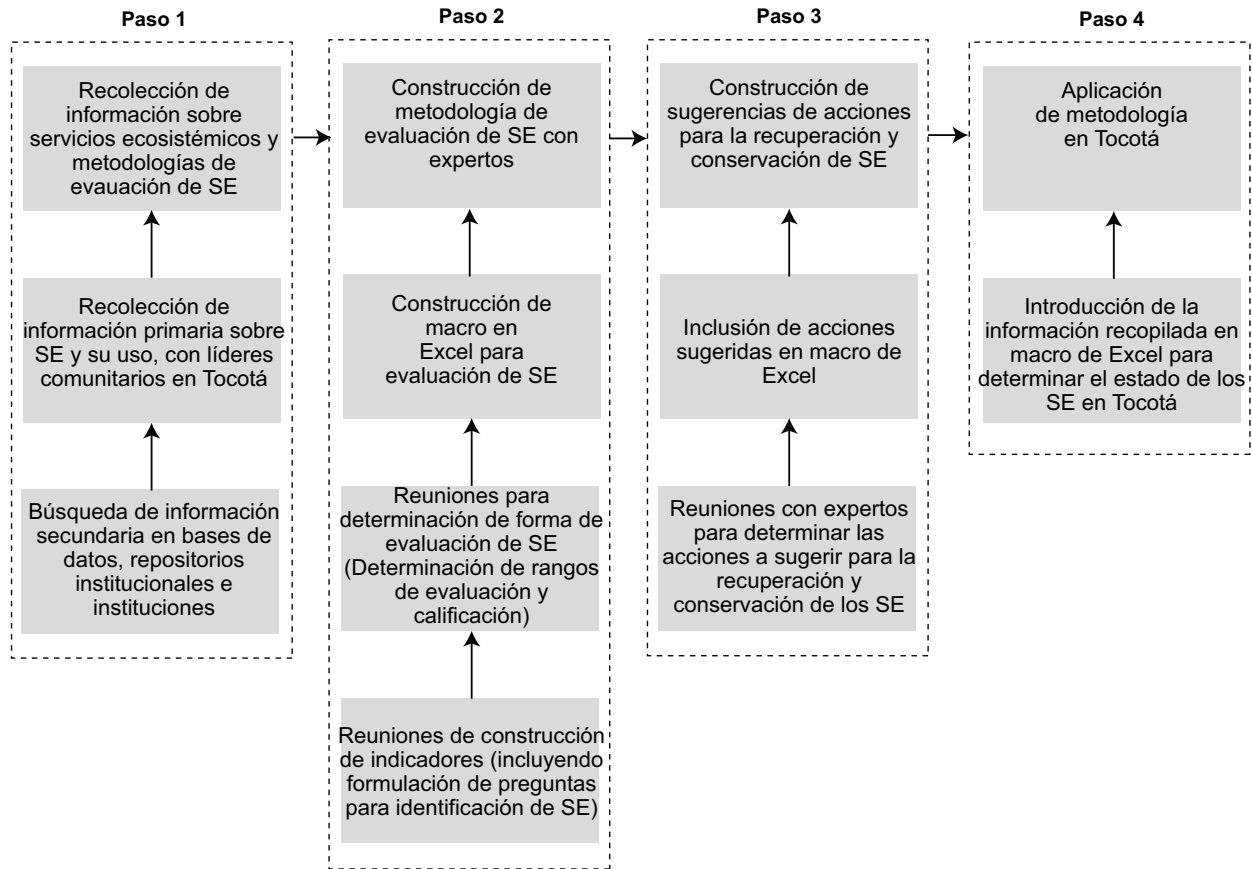 Paso 1
Recolección de
información sobre
servicios ecosistémicos y
metodologías de
evauación de SE
Recolección de
información primaria sobre
SE y su uso, con líderes
comunitarios en Tocotá
Búsqueda de información
secundaria en bases de
datos, repositorios
institucionales e
instituciones
Paso 2
Construcción de
metodología de
evaluación de SE con
expertos
Construcción de
macro en
Excel para
evaluación de SE
Reuniones para
determinación de forma de
evaluación de SE
(Determinación de rangos
de evaluación y
calificación)
Reuniones de construcción
de indicadores (incluyendo
formulación de preguntas
para identificación de SE)
Paso 3
Construcción de
sugerencias de acciones
para la recuperación y
conservación de SE
Inclusión de acciones
sugeridas en macro de
Excel
Reuniones con expertos
para determinar las
acciones a sugerir para la
recuperación y
conservación de los SE
Paso 4
Aplicación
de metodología
en Tocotá
Introducción de la
información recopilada en
macro de Excel para
determinar el estado de los
SE en Tocotá